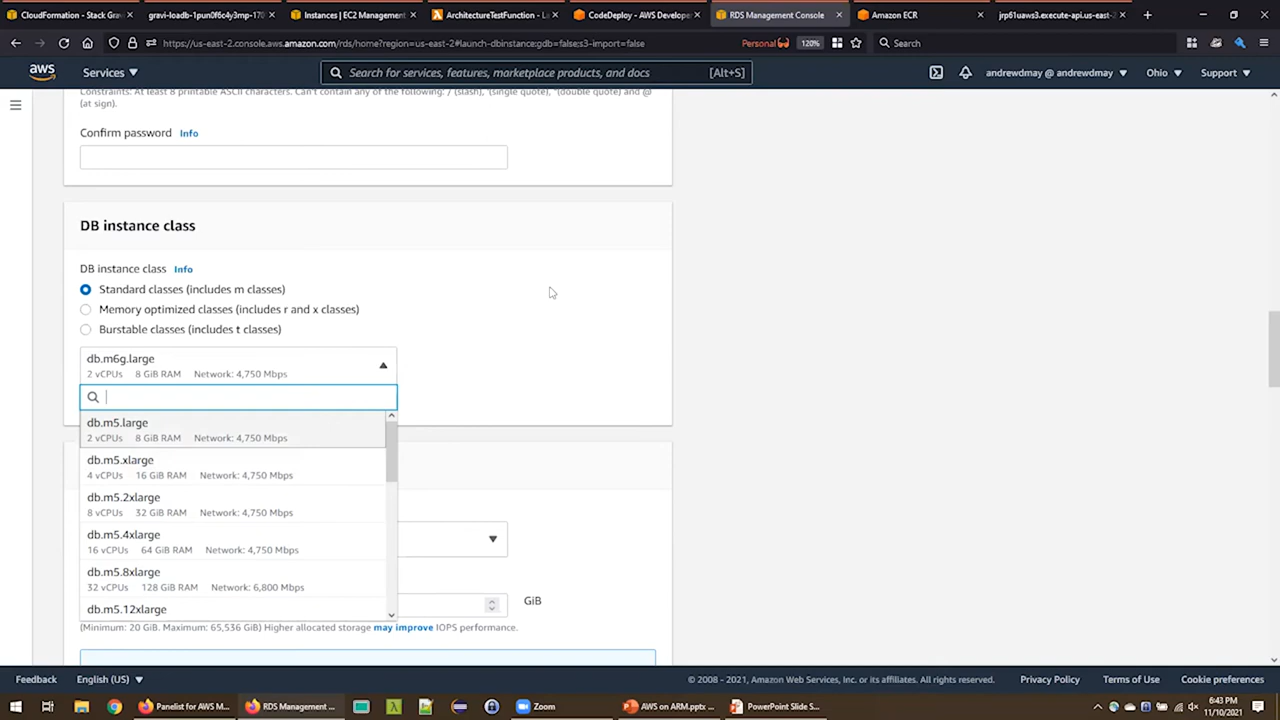 CloudFormation - Stack Grav
gravi-loadb-1pun0f6c4y3mp-170
Instances | EC2 Management
ArchitectureTestFunction - La
CodeDeploy - AWS Developer
RDS Management Console
Amazon ECR
jrp61uaws3.execute-api.us-east-2
https://us-east-2.console.aws.amazon.com/rds/home?region=us-east-2#launch-dbinstance:gdb=false;s3-import=false
Personal
120%
Search
aws
Services
Search for services, features, marketplace products, and docs
[Alt+S]
andrewdmay @ andrewdmay
Ohio
Support
Constraints: At least 8 printable ASCII characters. Can't contain any of the following: / (slash), '(single quote), "(double quote) and @
(at sign).
Confirm password Info
DB instance class
DB instance class Info
Standard classes (includes m classes)
Memory optimized classes (includes r and x classes)
Burstable classes (includes t classes)
db.m6g.large
2 vCPUs 8 GiB RAM Network: 4,750 Mbps
db.m5.large
2 vCPUs 8 GiB RAM Network: 4,750 Mbps
db.m5.xlarge
4 vCPUs 16 GiB RAM Network: 4,750 Mbps
db.m5.2xlarge
8 vCPUs 32 GiB RAM Network: 4,750 Mbps
db.m5.4xlarge
16 vCPUs 64 GiB RAM Network: 4,750 Mbps
db.m5.8xlarge
32 vCPUs 128 GiB RAM Network: 6,800 Mbps
db.m5.12xlarge
GiB
(Minimum: 20 GiB. Maximum: 65,536 GiB) Higher allocated storage may improve IOPS performance.
Feedback
English (US)
© 2008 - 2021, Amazon Web Services, Inc. or its affiliates. All rights reserved.
Privacy Policy
Terms of Use
Cookie preferences
Panelist for AWS M...
RDS Management ...
Zoom
AWS on ARM.pptx - ...
PowerPoint Slide S...
6:43 PM
11/10/2021